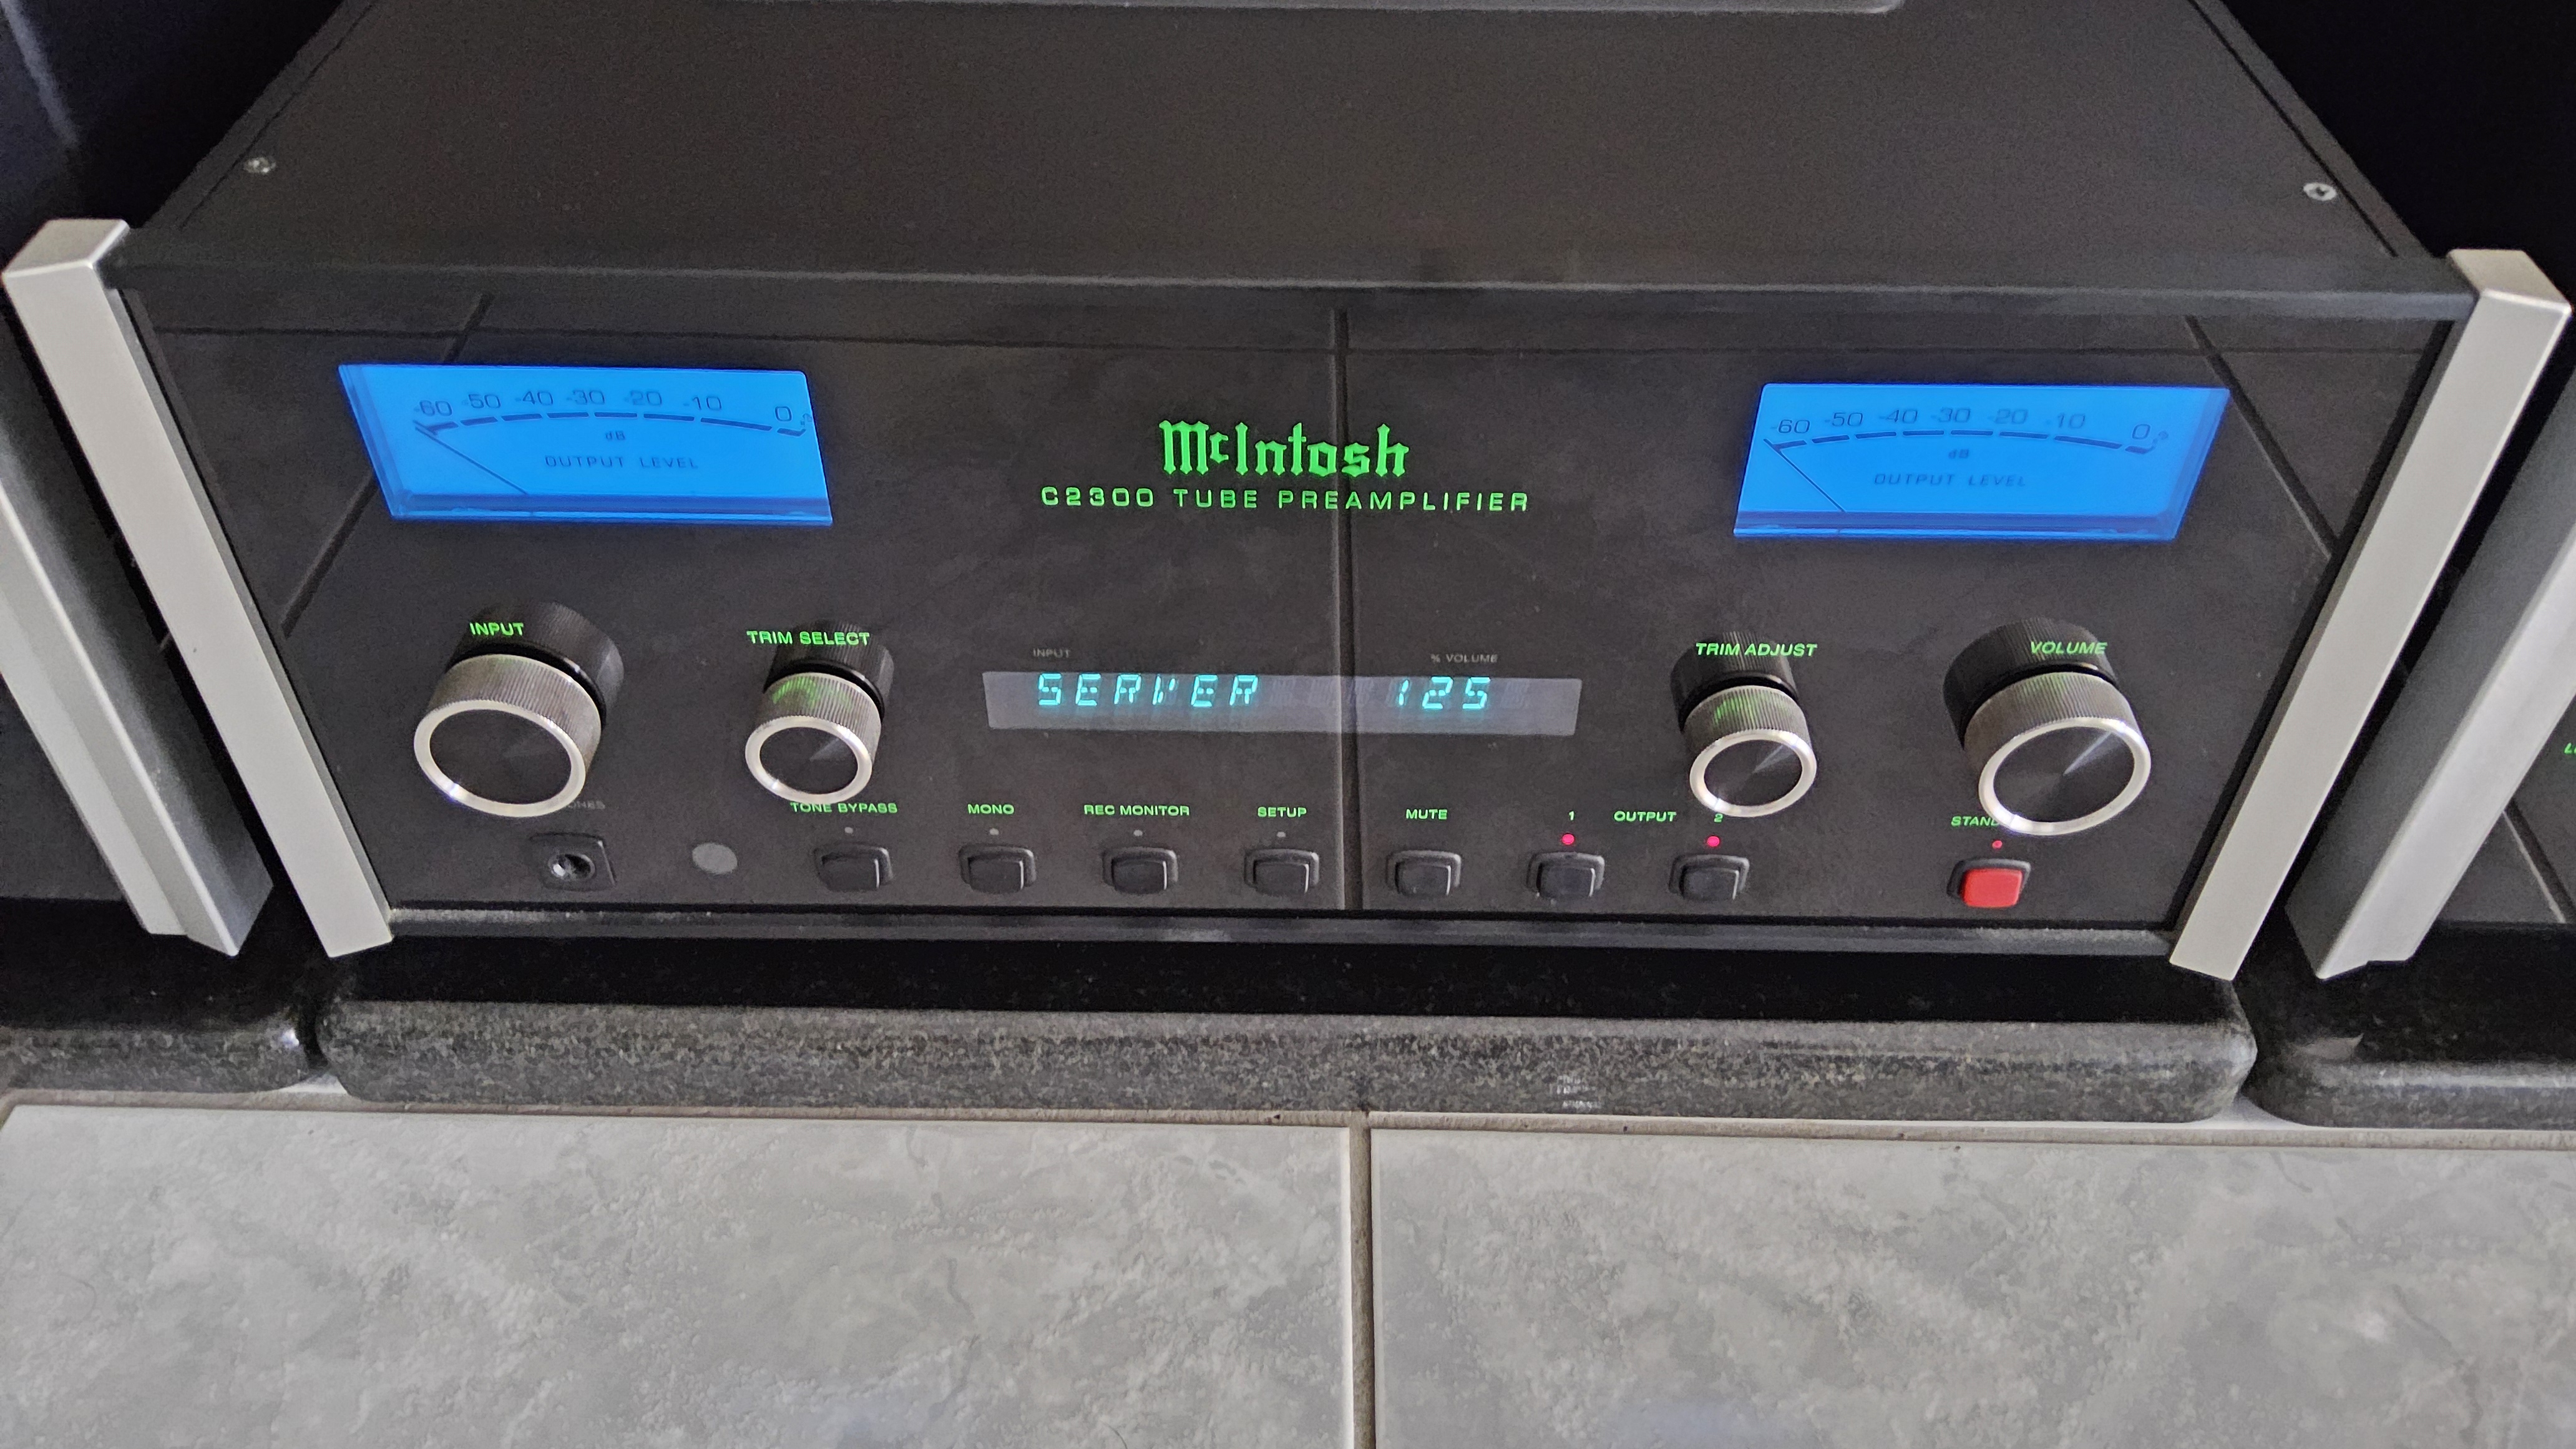 -60 -50 -40 -30 -20 -10 0
dB
OUTPUT LEVEL
McIntosh
C2300 TUBE PREAMPLIFIER
-60 -50 -40 -30 -20 -10 0
dB
OUTPUT LEVEL
INPUT
TRIM SELECT
INPUT
% VOLUME
SERVER 125
TRIM ADJUST
VOLUME
TONE BYPASS
MONO
REC MONITOR
SETUP
MUTE
1 OUTPUT 2